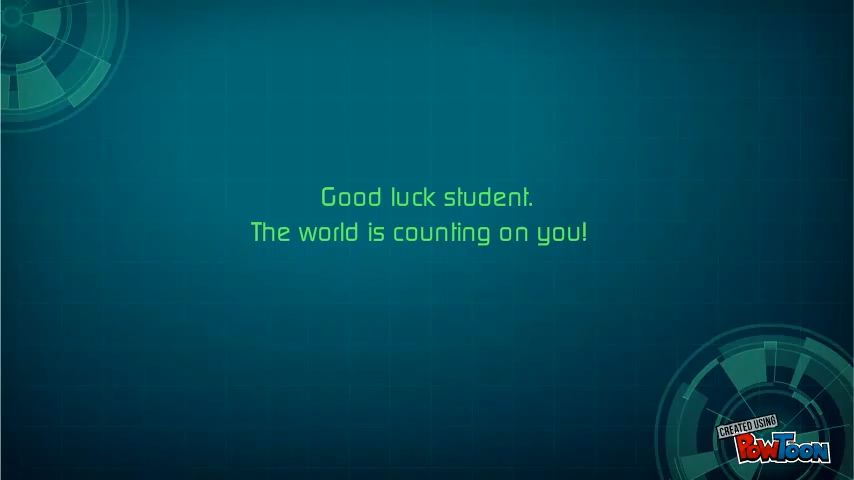 Good luck student.
The world is counting on you!
CREATED USING
POWTOON